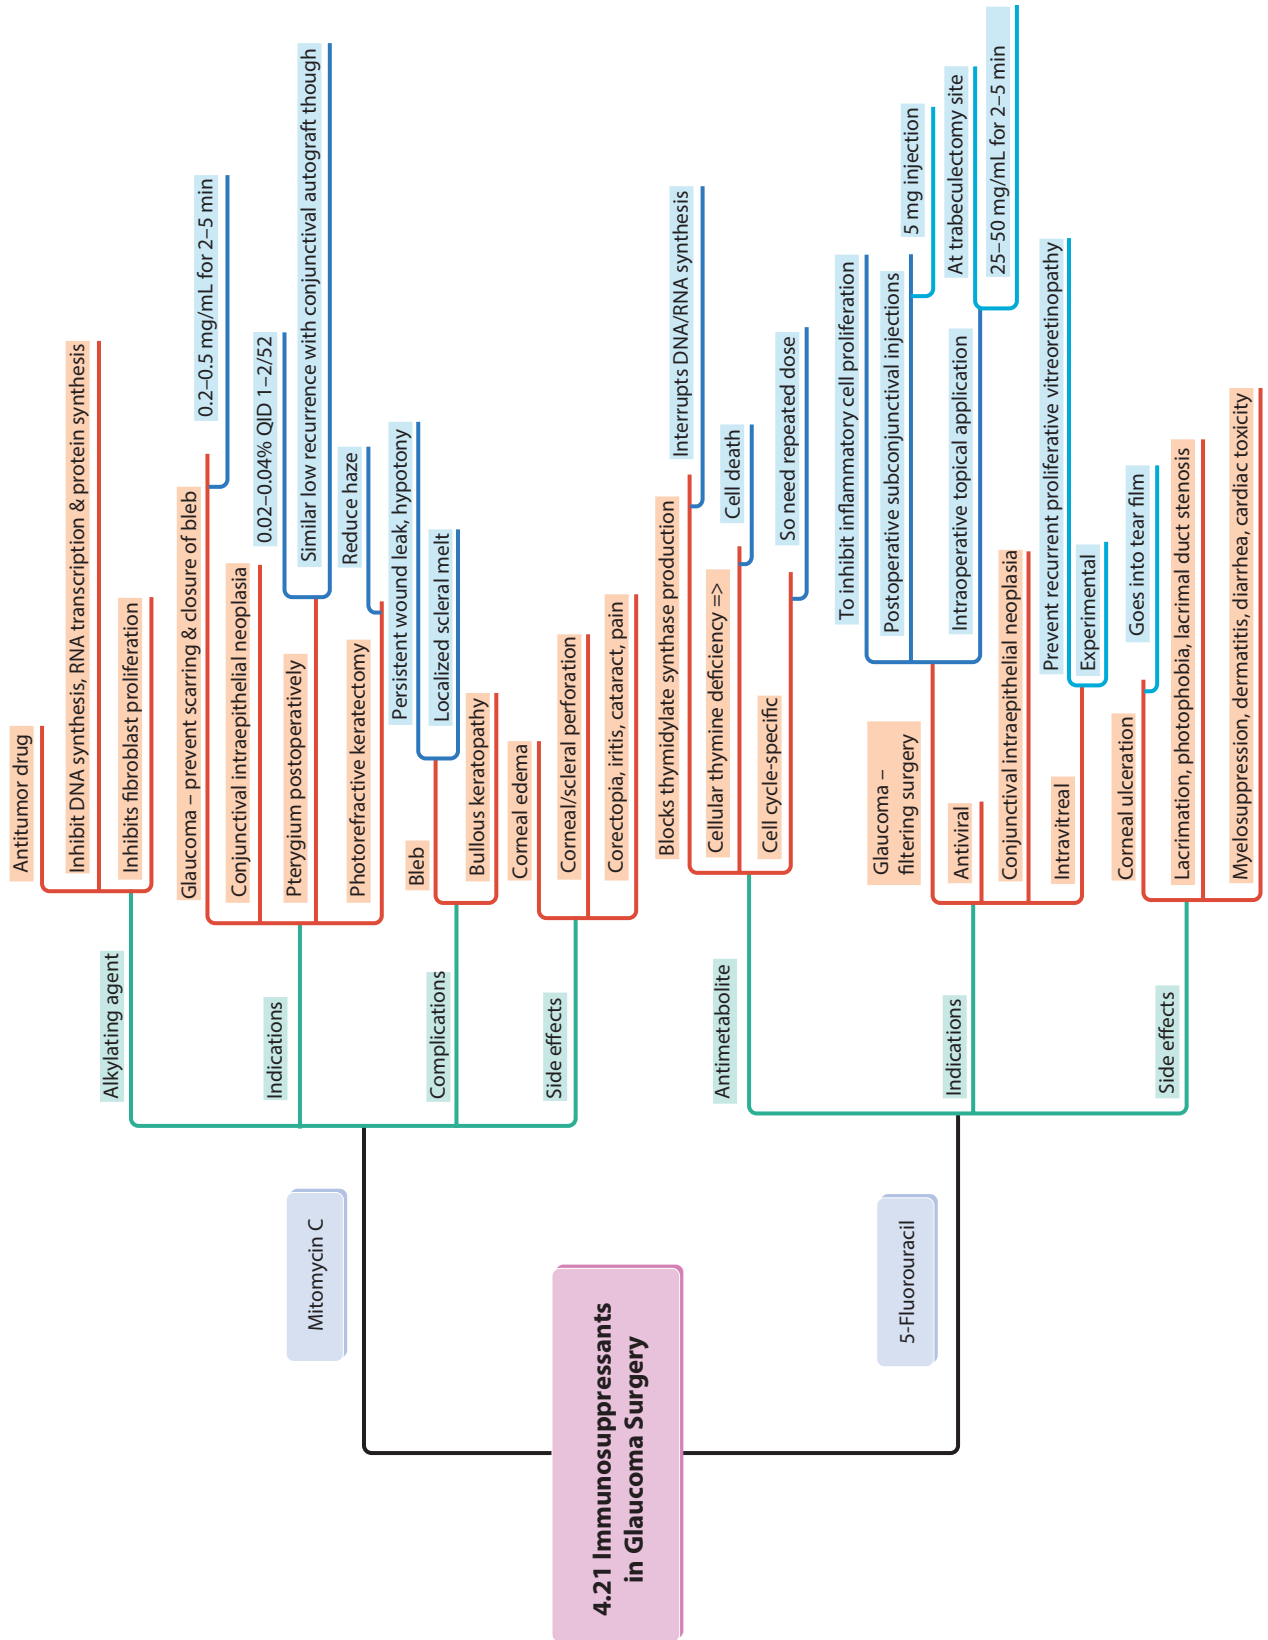 4.21 Immunosuppressants
in Glaucoma Surgery
Mitomycin C
Alkylating agent
Antitumor drug
Inhibit DNA synthesis, RNA transcription & protein synthesis
Inhibits fibroblast proliferation
Indications
Glaucoma – prevent scarring & closure of bleb
0.2–0.5 mg/mL for 2–5 min
Conjunctival intraepithelial neoplasia
Pterygium postoperatively
0.02–0.04% QID 1–2/52
Similar low recurrence with conjunctival autograft though
Photorefractive keratectomy
Reduce haze
Complications
Bleb
Persistent wound leak, hypotony
Localized scleral melt
Bullous keratopathy
Side effects
Corneal edema
Corneal/scleral perforation
Corectopia, iritis, cataract, pain
5-Fluorouracil
Antimetabolite
Blocks thymidylate synthase production
Interrupts DNA/RNA synthesis
Cellular thymine deficiency =>
Cell death
Cell cycle-specific
So need repeated dose
Indications
Glaucoma –
filtering surgery
To inhibit inflammatory cell proliferation
Postoperative subconjunctival injections
5 mg injection
Intraoperative topical application
At trabeculectomy site
25–50 mg/mL for 2–5 min
Antiviral
Conjunctival intraepithelial neoplasia
Intravitreal
Prevent recurrent proliferative vitreoretinopathy
Experimental
Side effects
Corneal ulceration
Goes into tear film
Lacrimation, photophobia, lacrimal duct stenosis
Myelosuppression, dermatitis, diarrhea, cardiac toxicity